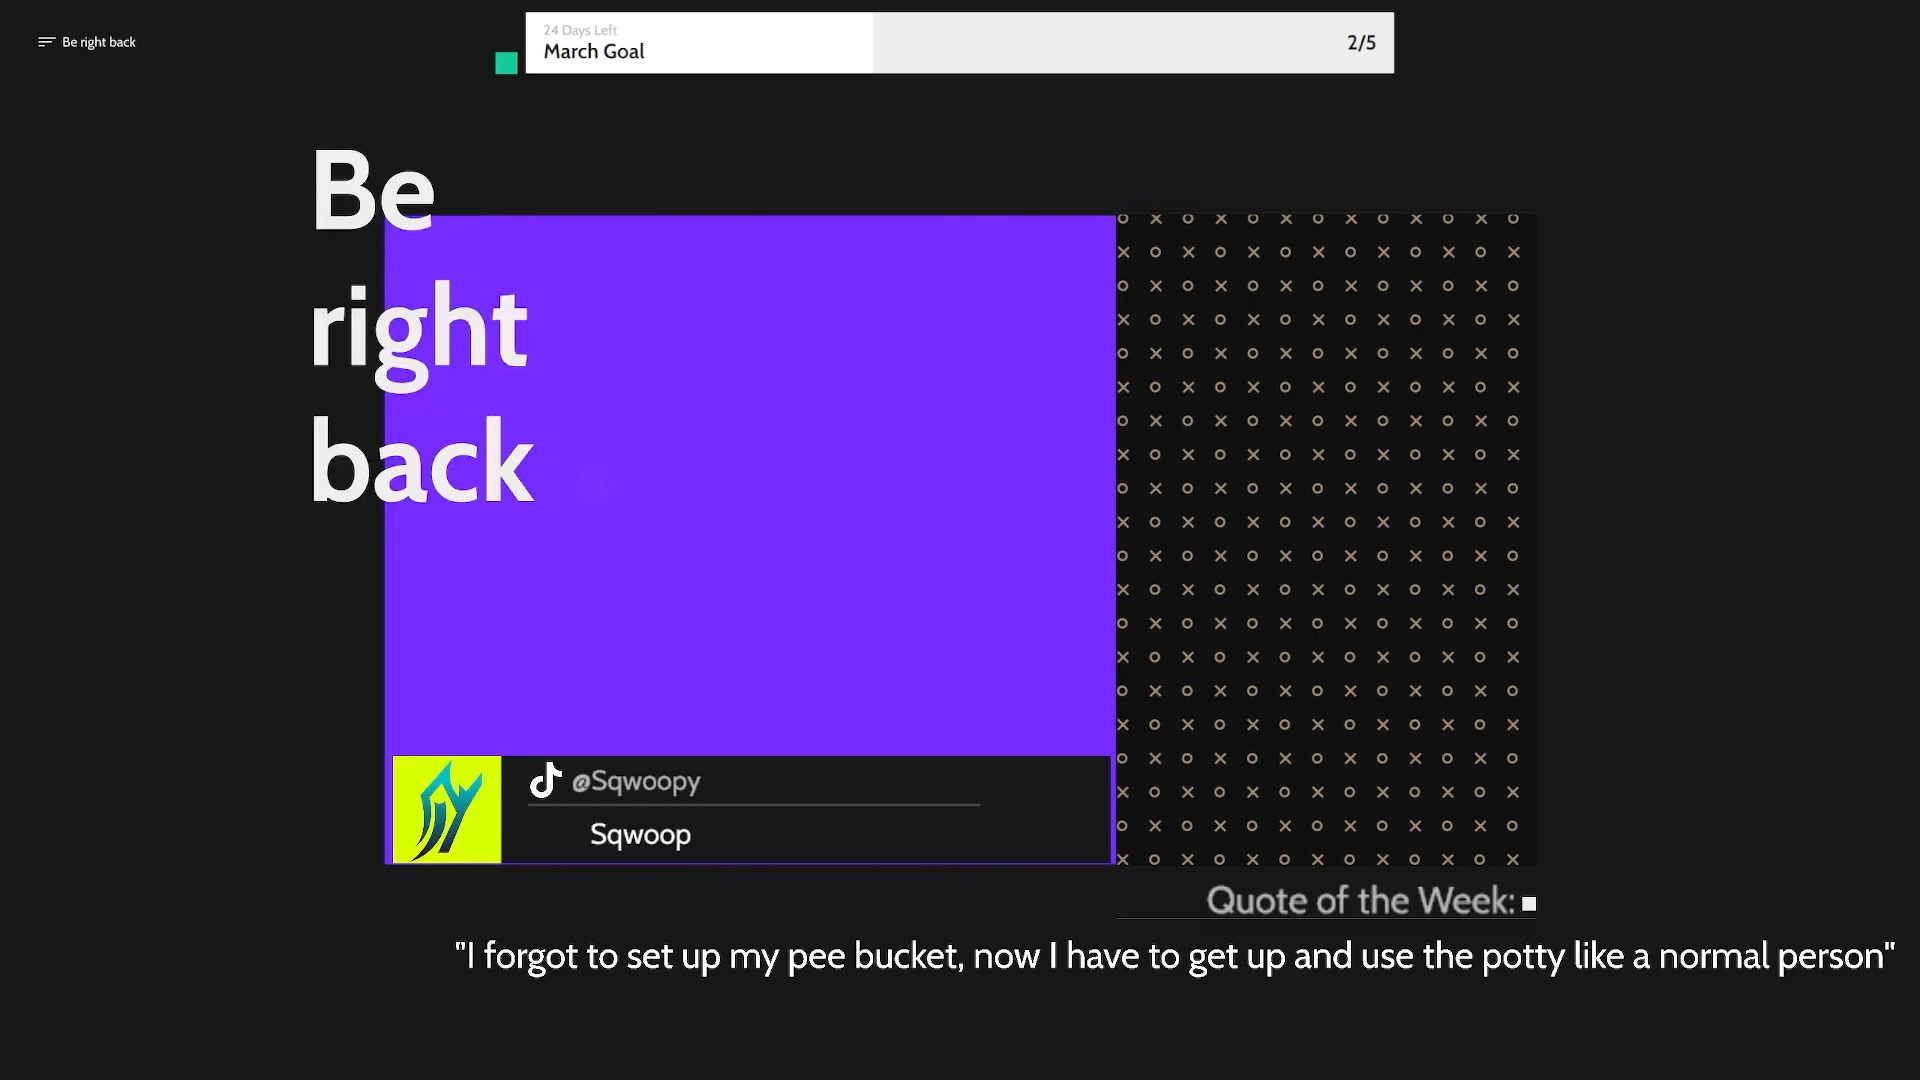 Be right back
24 Days Left
March Goal
2/5
Be
right
back
@Sqwoopy
Sqwoop
Quote of the Week:
"I forgot to set up my pee bucket, now I have to get up and use the potty like a normal person"